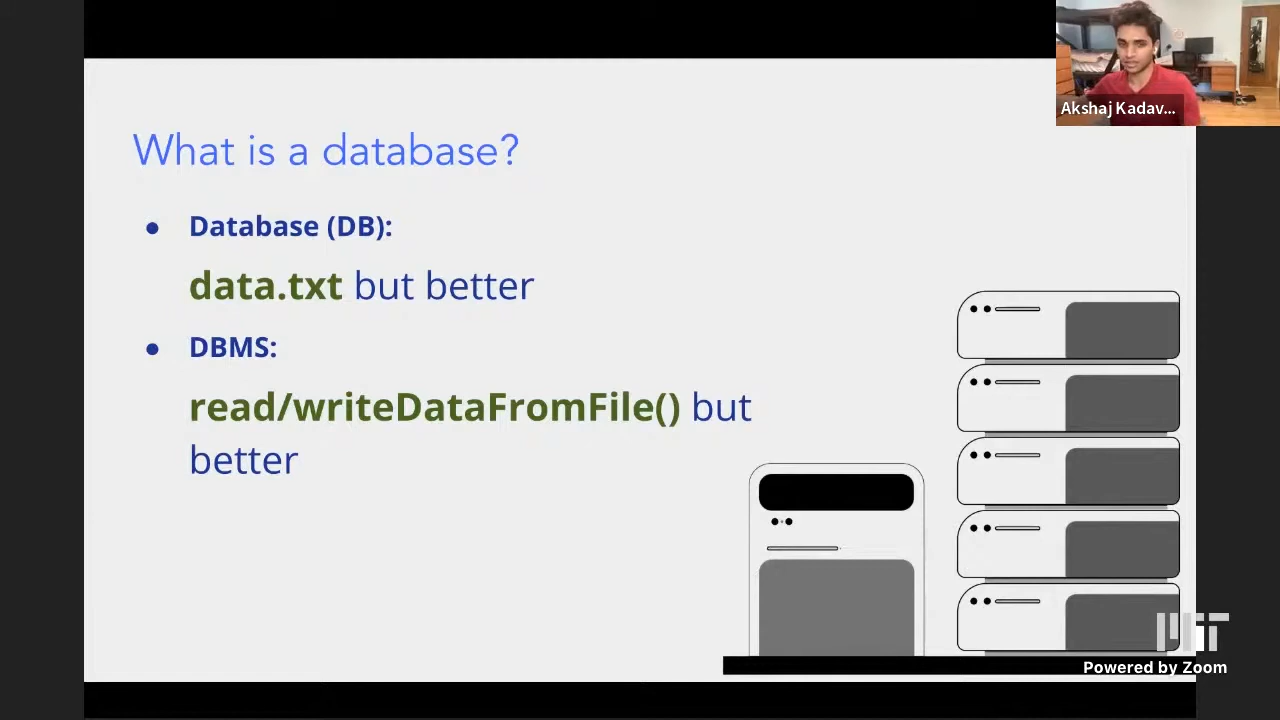 Akshaj Kadav...
What is a database?
● Database (DB):
data.txt but better
● DBMS:
read/writeDataFromFile() but
better
MIT
Powered by Zoom